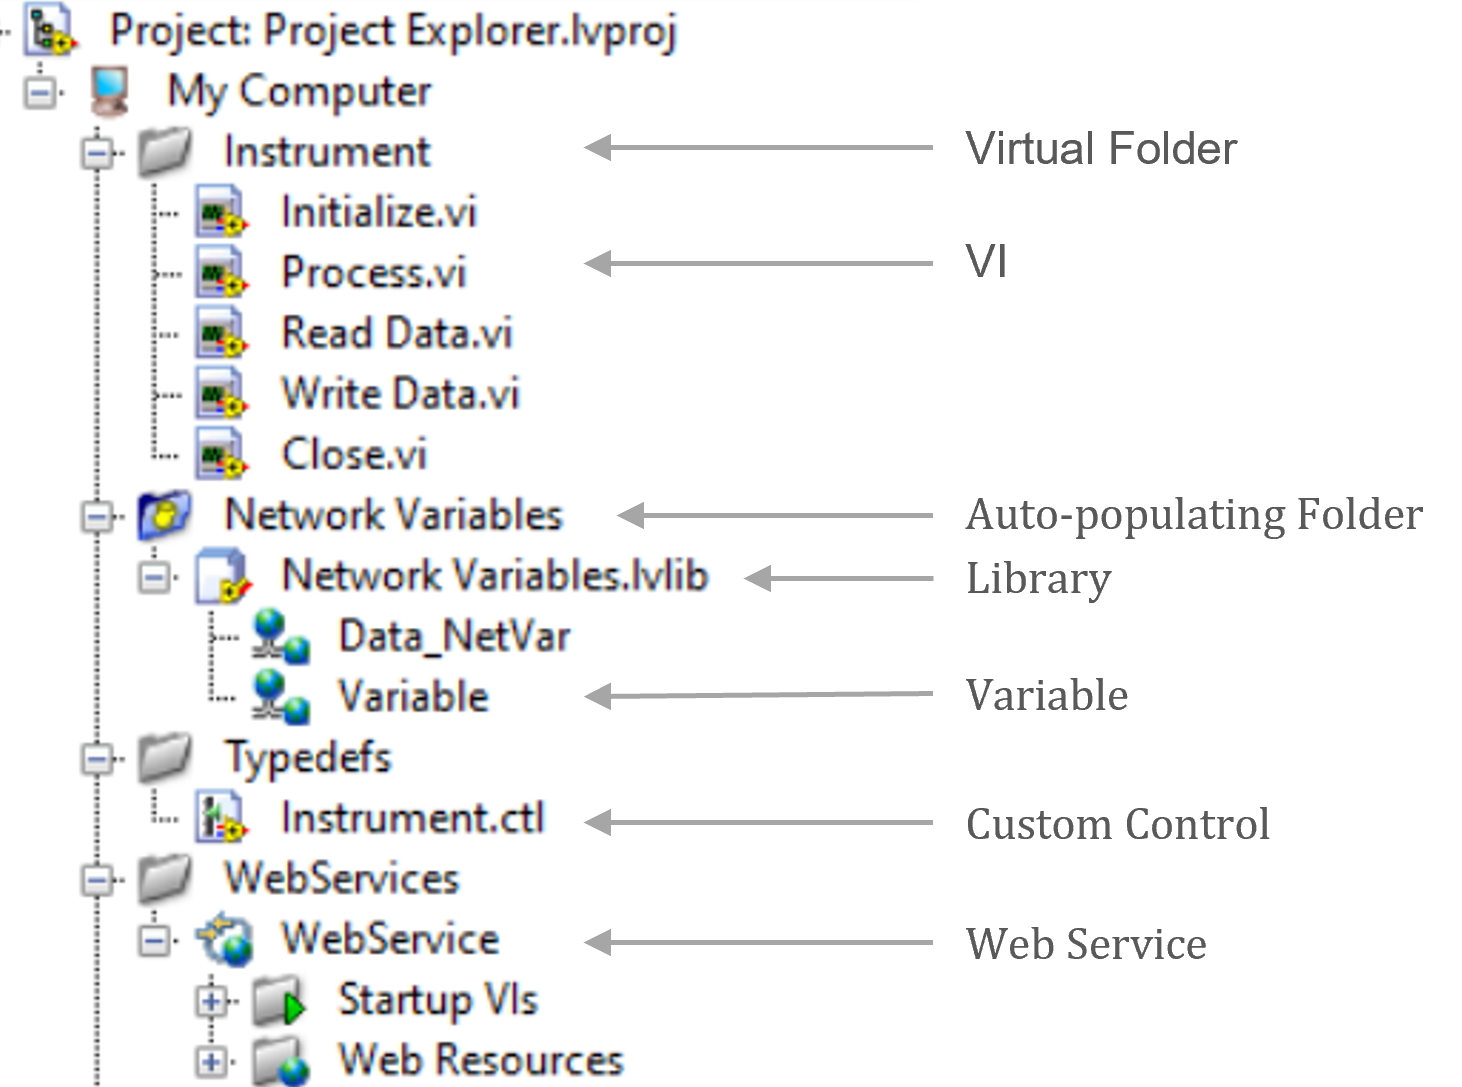 Project: Project Explorer.lvproj
My Computer
Instrument Virtual Folder
Initialize.vi
Process.vi VI
Read Data.vi
Write Data.vi
Close.vi
Network Variables Auto-populating Folder
Network Variables.lvlib Library
Data_NetVar
Variable Variable
Typedefs
Instrument.ctl Custom Control
WebServices
WebService Web Service
Startup VIs
Web Resources